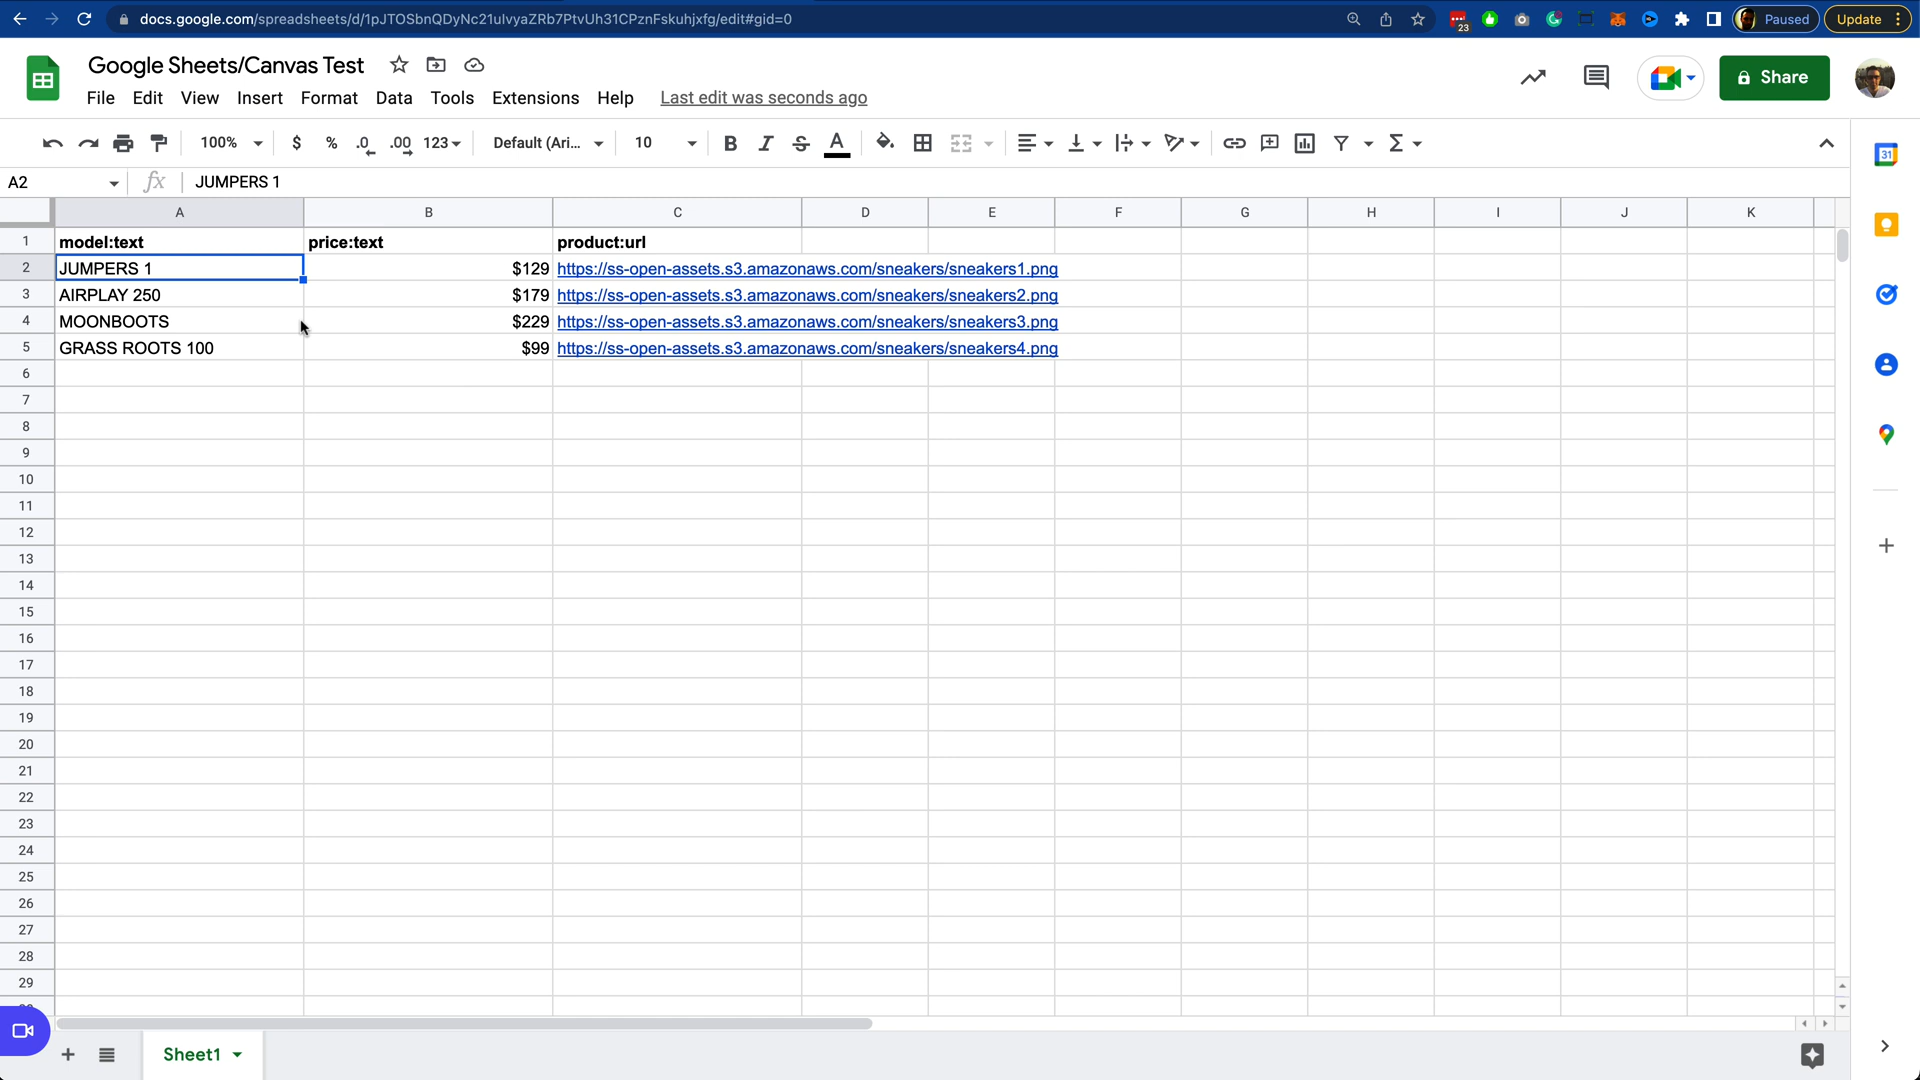 docs.google.com/spreadsheets/d/1pJTOSbnQDyNc21ulvyaZRb7PtvUh31CPznFskuhjxfg/edit#gid=0
23
Paused
Update
Google Sheets/Canvas Test
File Edit View Insert Format Data Tools Extensions Help Last edit was seconds ago
Share
100% $ % .0 .00 123 Default (Ari... 10 B I S A
31
A2 fx JUMPERS 1
A B C D E F G H I J K
1 model:text price:text product:url
2 JUMPERS 1 $129 https://ss-open-assets.s3.amazonaws.com/sneakers/sneakers1.png
3 AIRPLAY 250 $179 https://ss-open-assets.s3.amazonaws.com/sneakers/sneakers2.png
4 MOONBOOTS $229 https://ss-open-assets.s3.amazonaws.com/sneakers/sneakers3.png
5 GRASS ROOTS 100 $99 https://ss-open-assets.s3.amazonaws.com/sneakers/sneakers4.png
6
7
8
9
10
11
12
13
14
15
16
17
18
19
20
21
22
23
24
25
26
27
28
29
Sheet1